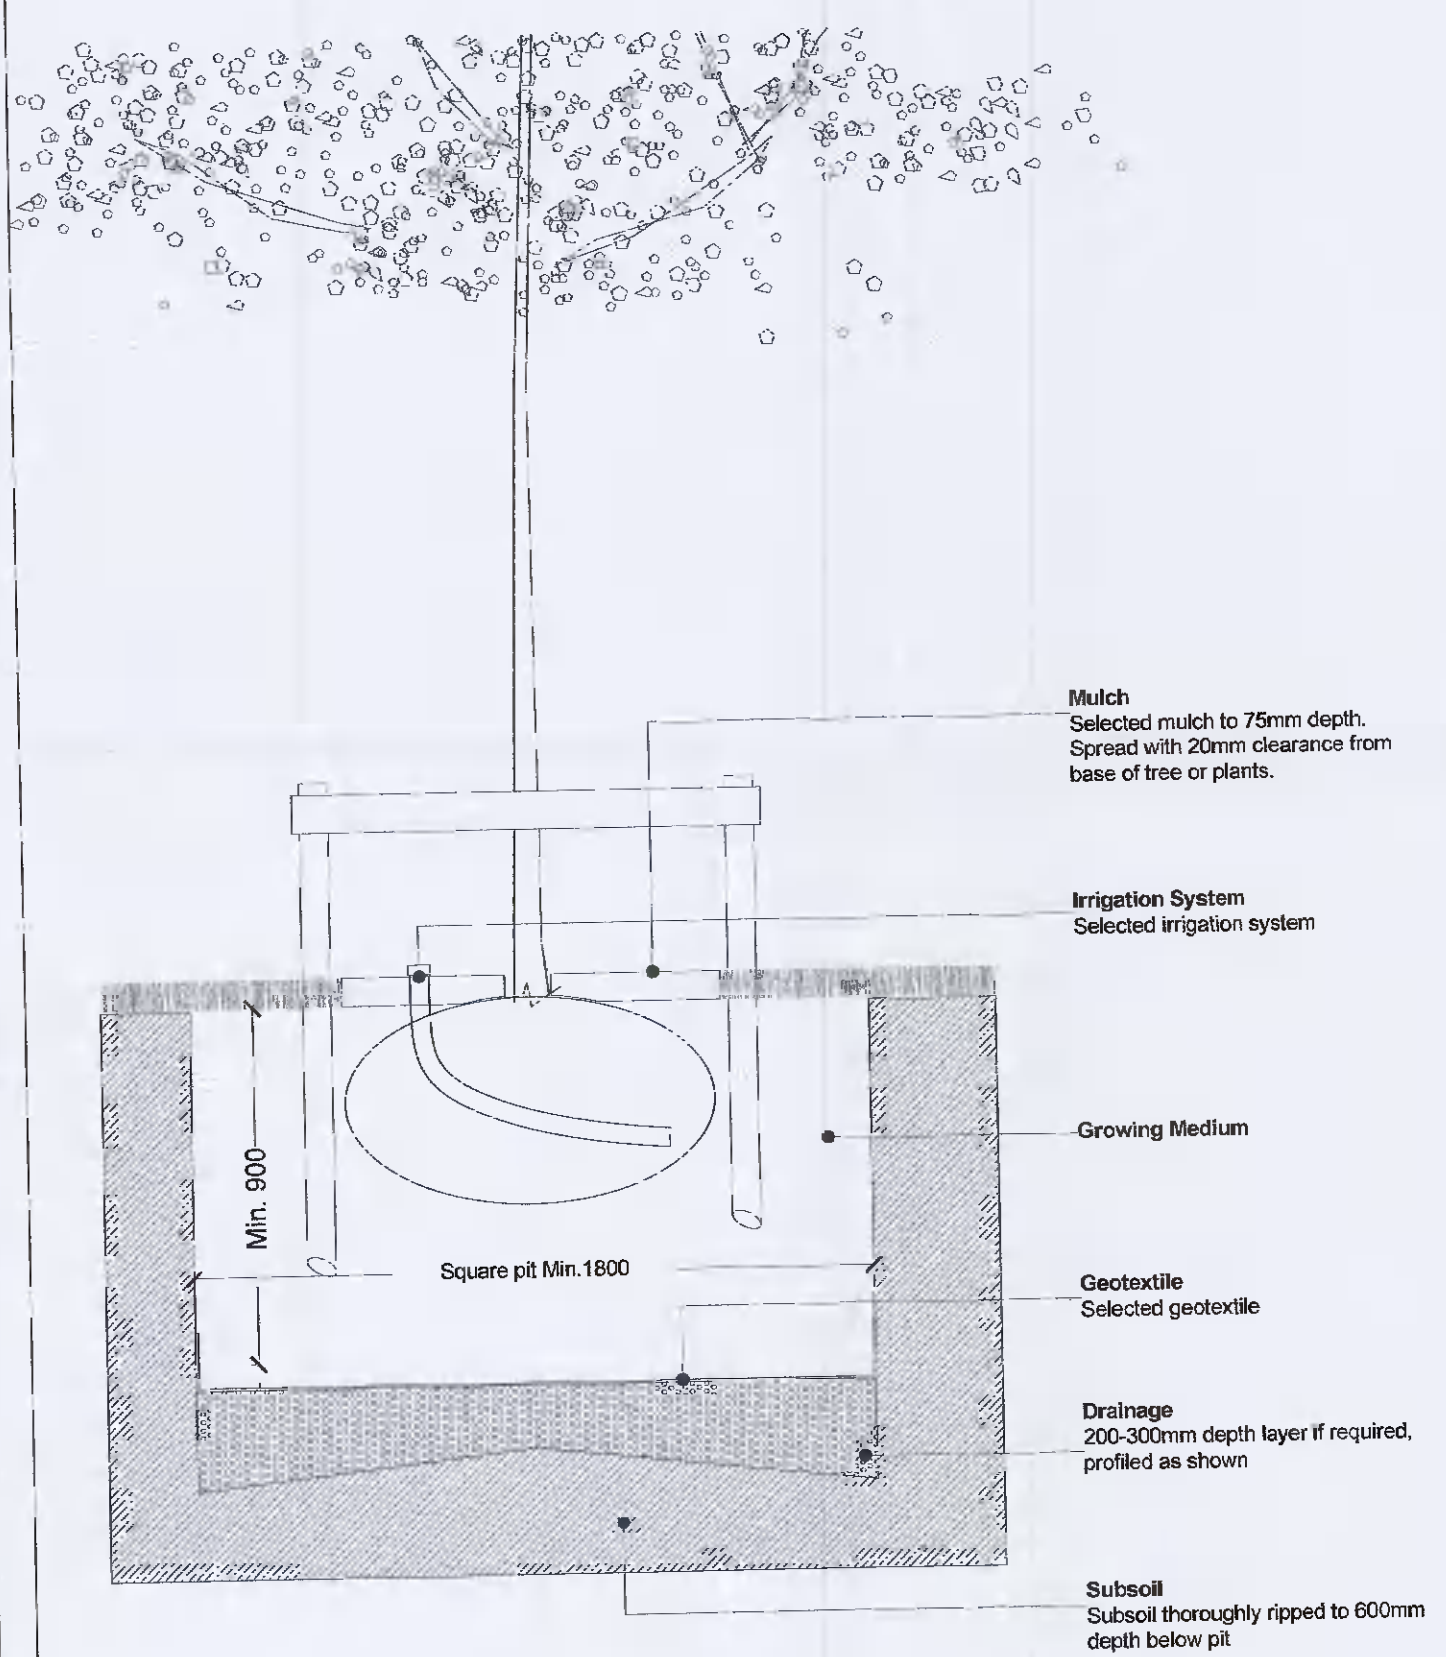 Mulch
Selected mulch to 75mm depth.
Spread with 20mm clearance from
base of tree or plants.
Irrigation System
Selected irrigation system
Growing Medium
Min. 900
Square pit Min.1800
Geotextile
Selected geotextile
Drainage
200-300mm depth layer if required,
profiled as shown
Subsoil
Subsoil thoroughly ripped to 600mm
depth below pit